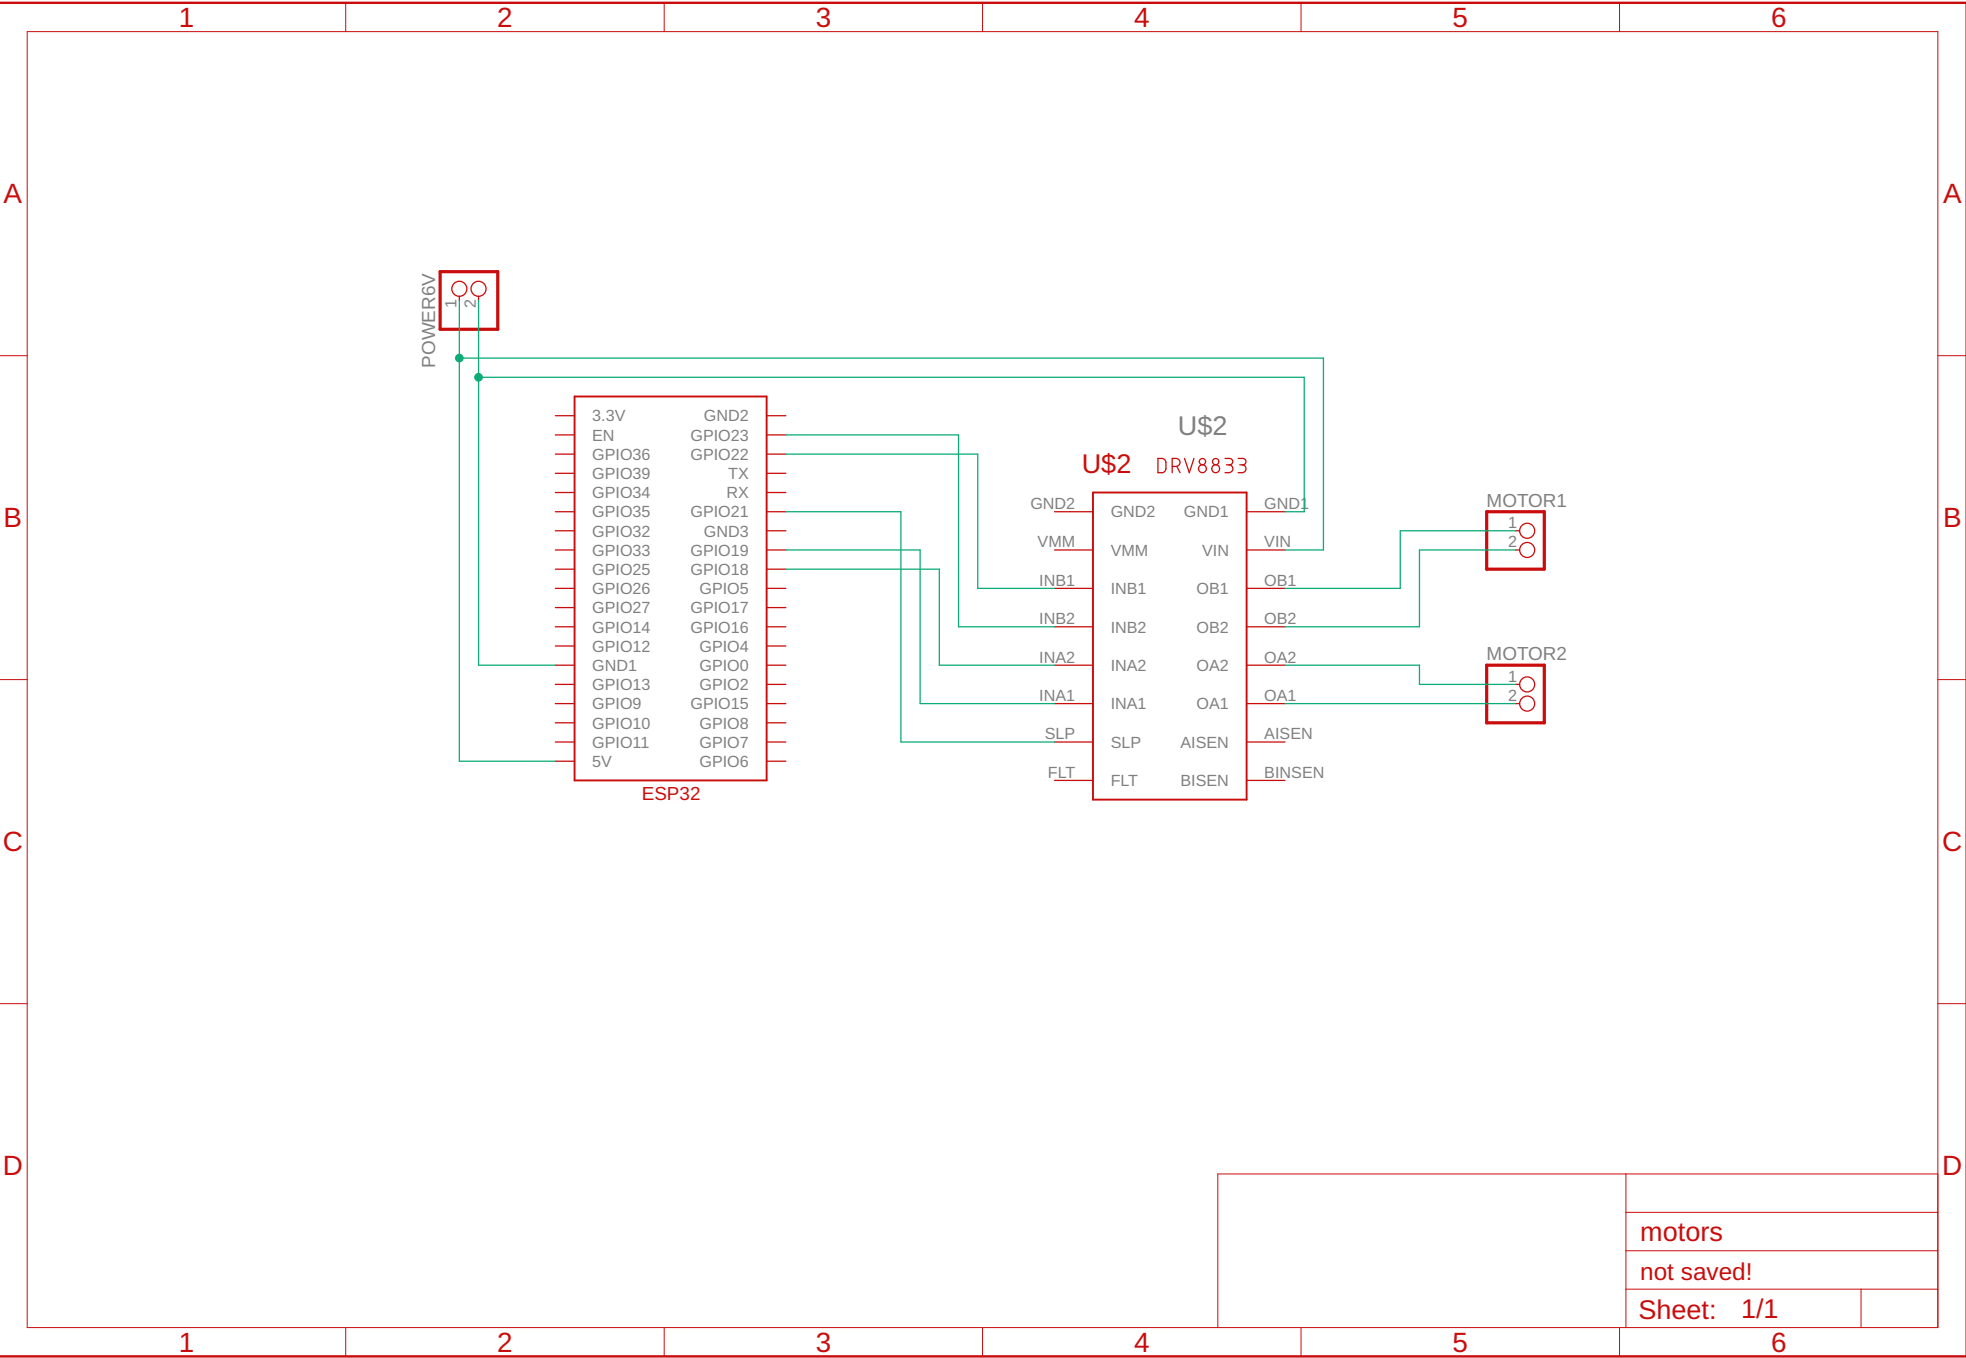 1 2 3 4 5 6
A A
POWER6V
1 2
3.3V GND2
EN GPIO23
GPIO36 GPIO22
GPIO39 TX
GPIO34 RX
GPIO35 GPIO21
GPIO32 GND3
GPIO33 GPIO19
GPIO25 GPIO18
GPIO26 GPIO5
GPIO27 GPIO17
GPIO14 GPIO16
GPIO12 GPIO4
GND1 GPIO0
GPIO13 GPIO2
GPIO9 GPIO15
GPIO10 GPIO8
GPIO11 GPIO7
5V GPIO6
ESP32
U$2
U$2 DRV8833
GND2 GND2 GND1 GND1
VMM VMM VIN VIN
INB1 INB1 OB1 OB1
INB2 INB2 OB2 OB2
INA2 INA2 OA2 OA2
INA1 INA1 OA1 OA1
SLP SLP AISEN AISEN
FLT FLT BISEN BINSEN
MOTOR1
1
2
MOTOR2
1
2
B B
C C
D D
motors
not saved!
Sheet: 1/1
1 2 3 4 5 6